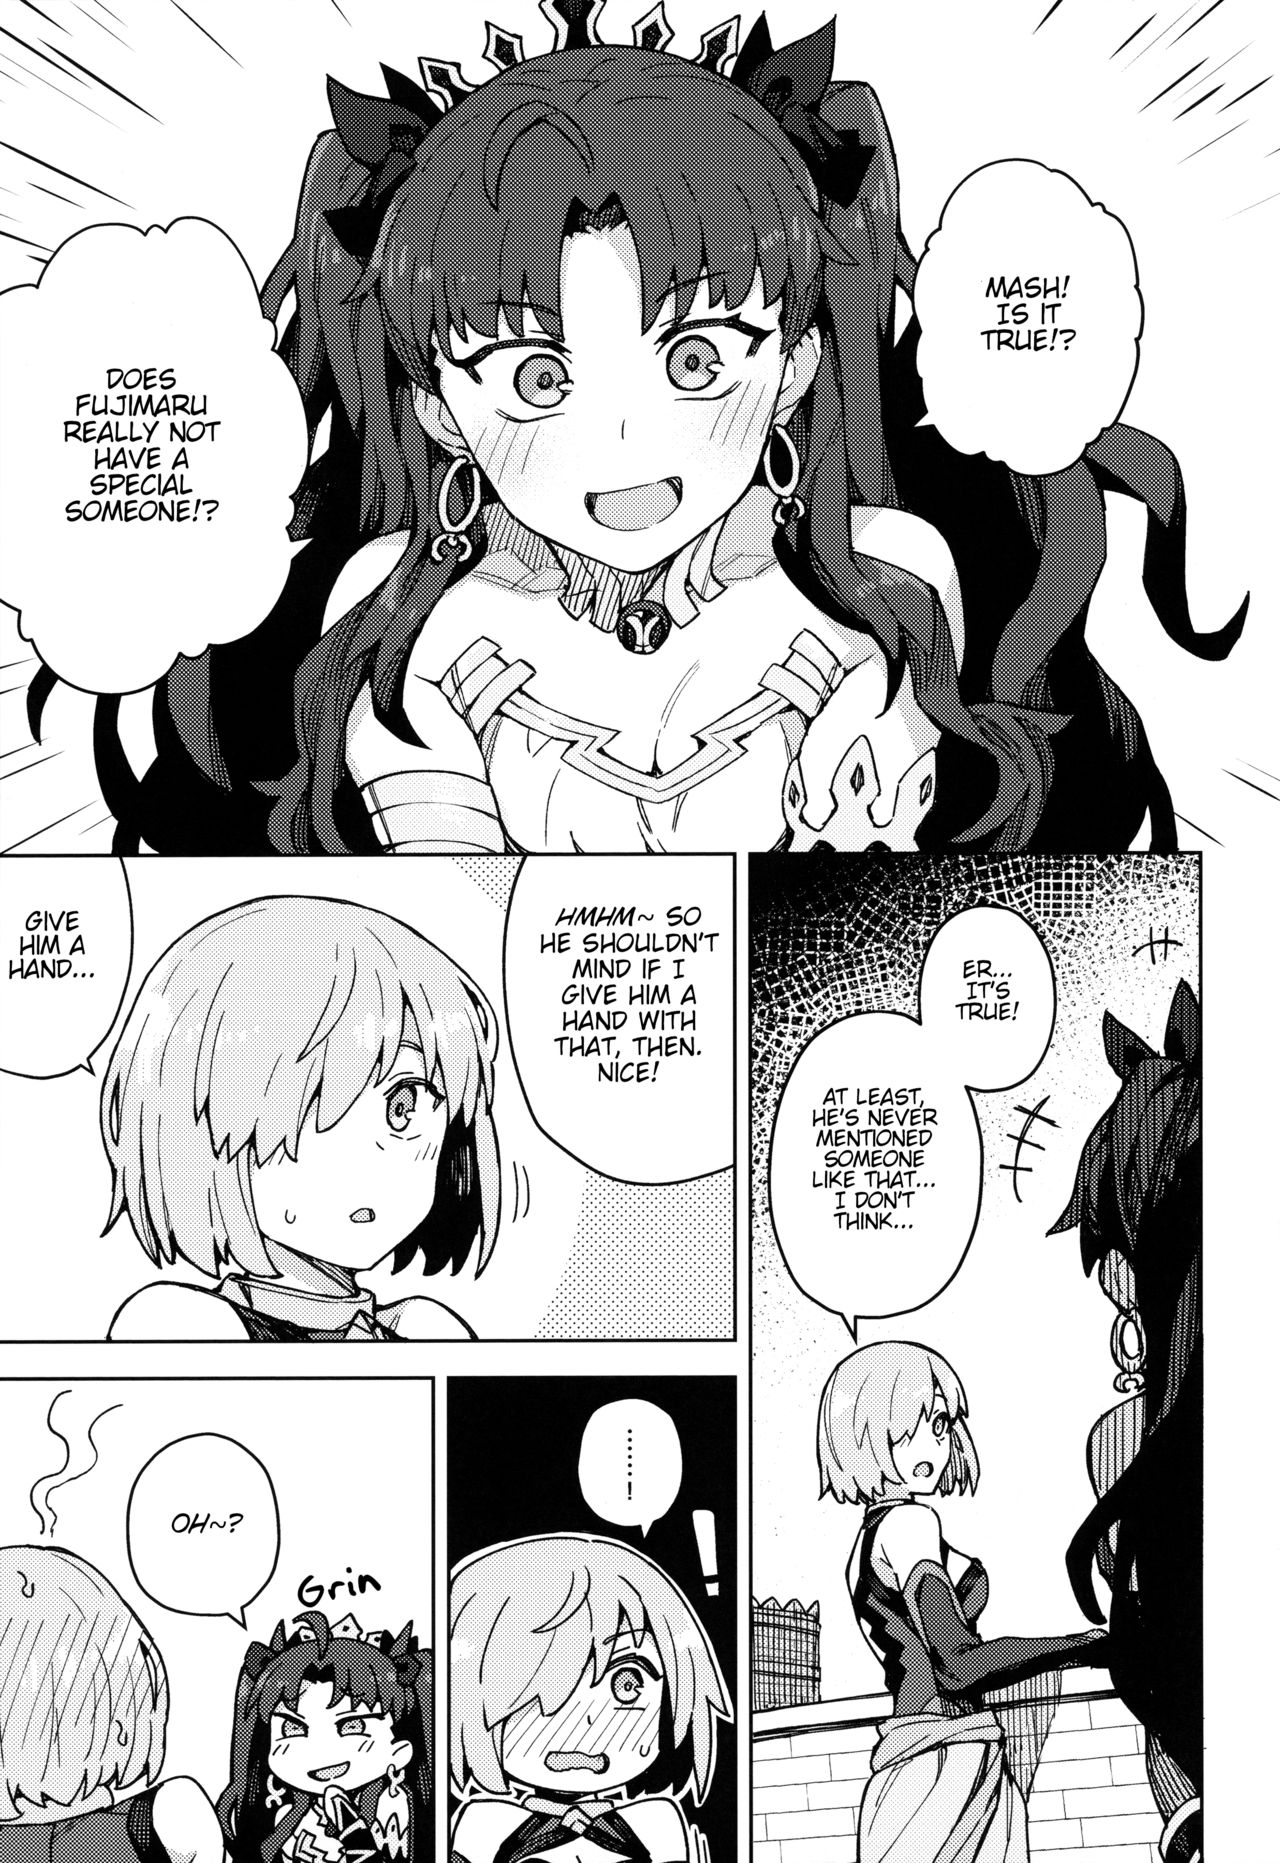 MASH!
IS IT
TRUE!?
DOES
FUJIMARU
REALLY NOT
HAVE A
SPECIAL
SOMEONE!?
ER...
IT'S
TRUE!
AT LEAST,
HE'S NEVER
MENTIONED
SOMEONE
LIKE THAT...
I DON'T
THINK...
HMHM~ SO
HE SHOULDN'T
MIND IF I
GIVE HIM A
HAND WITH
THAT, THEN.
NICE!
GIVE
HIM A
HAND...
......!
!
OH~?
Grin